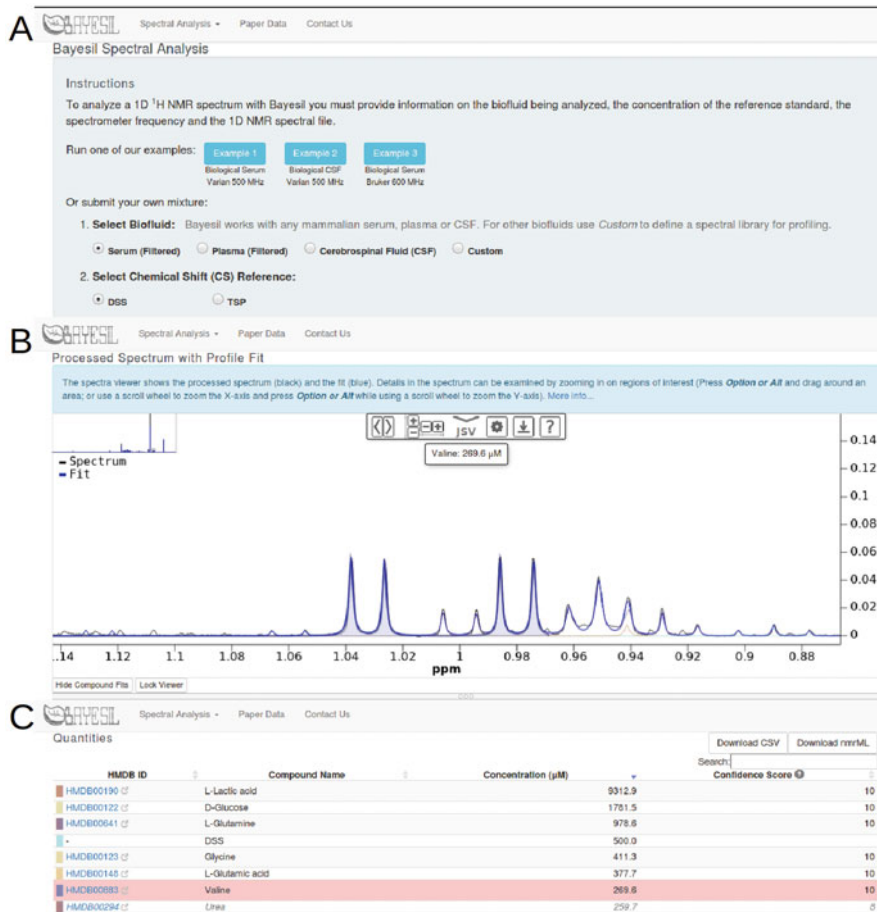 A
BAYESIL Spectral Analysis Paper Data Contact Us
Bayesil Spectral Analysis
Instructions
To analyze a 1D ¹H NMR spectrum with Bayesil you must provide information on the biofluid being analyzed, the concentration of the reference standard, the
spectrometer frequency and the 1D NMR spectral file.
Run one of our examples: Example 1 Example 2 Example 3
Biological Serum Biological CSF Biological Serum
Varian 500 MHz Varian 500 MHz Bruker 600 MHz
Or submit your own mixture:
1. Select Biofluid: Bayesil works with any mammalian serum, plasma or CSF. For other biofluids use Custom to define a spectral library for profiling.
Serum (Filtered) Plasma (Filtered) Cerebrospinal Fluid (CSF) Custom
2. Select Chemical Shift (CS) Reference:
DSS TSP
B
BAYESIL Spectral Analysis Paper Data Contact Us
Processed Spectrum with Profile Fit
The spectra viewer shows the processed spectrum (black) and the fit (blue). Details in the spectrum can be examined by zooming in on regions of interest (Press Option or Alt and drag around an
area; or use a scroll wheel to zoom the X-axis and press Option or Alt while using a scroll wheel to zoom the Y-axis). More info...
JSV ?
Valine: 269.6 µM
Spectrum
Fit
0.14
0.12
0.1
0.08
0.06
0.04
0.02
0
1.14 1.12 1.1 1.08 1.06 1.04 1.02 1 0.98 0.96 0.94 0.92 0.9 0.88
ppm
Hide Compound Fits Lock Viewer
C
BAYESIL Spectral Analysis Paper Data Contact Us
Quantities
Download CSV Download nmrML
Search:
HMDB ID Compound Name Concentration (µM) Confidence Score
HMDB00190 L-Lactic acid 9312.9 10
HMDB00122 D-Glucose 1781.5 10
HMDB00641 L-Glutamine 978.6 10
- DSS 500.0
HMDB00123 Glycine 411.3 10
HMDB00148 L-Glutamic acid 377.7 10
HMDB00883 Valine 269.6 10
HMDB00294 Urea 259.7 8